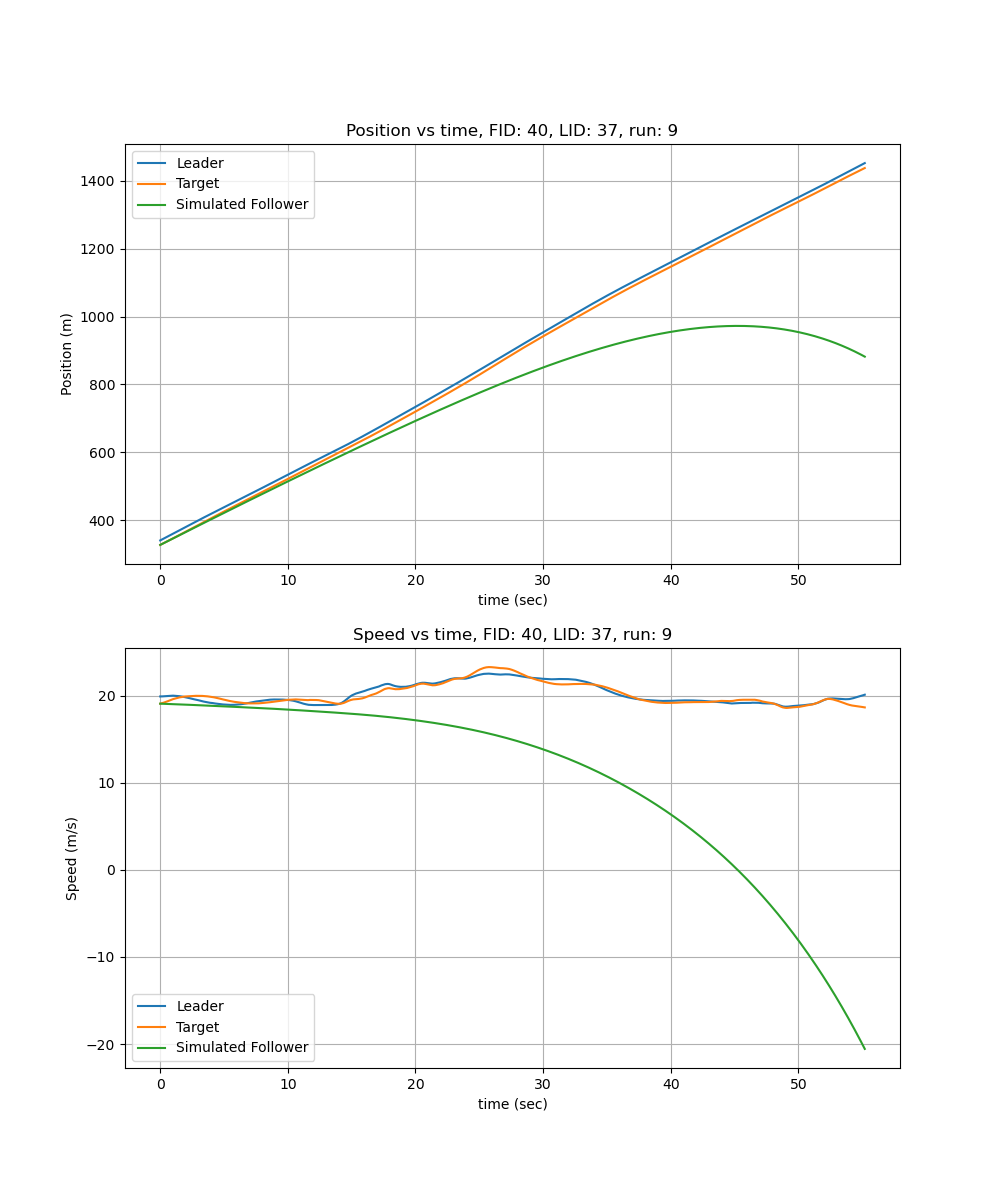 Position vs time, FID: 40, LID: 37, run: 9
Leader
Target
Simulated Follower
1400
1200
1000
800
600
400
Position (m)
0 10 20 30 40 50
time (sec)
Speed vs time, FID: 40, LID: 37, run: 9
20
10
0
−10
−20
Speed (m/s)
Leader
Target
Simulated Follower
0 10 20 30 40 50
time (sec)